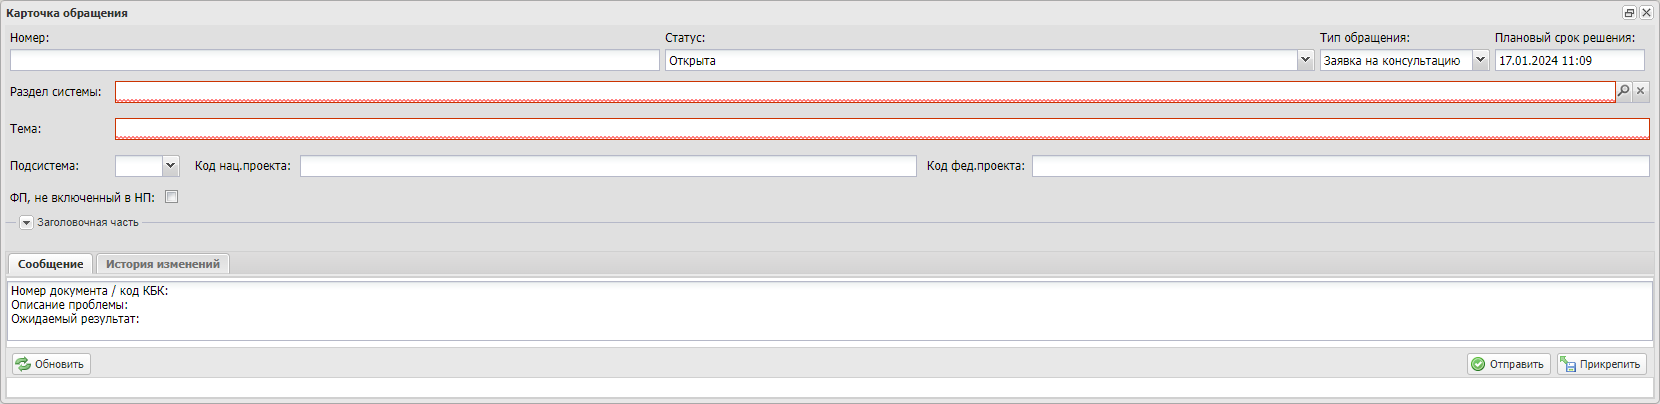 Карточка обращения
Номер: Статус: Тип обращения: Плановый срок решения:
Открыта Заявка на консультацию 17.01.2024 11:09
Раздел системы:
Тема:
Подсистема: Код нац.проекта: Код фед.проекта:
ФП, не включенный в НП:
Заголовочная часть
Сообщение История изменений
Номер документа / код КБК:
Описание проблемы:
Ожидаемый результат:
Обновить Отправить Прикрепить